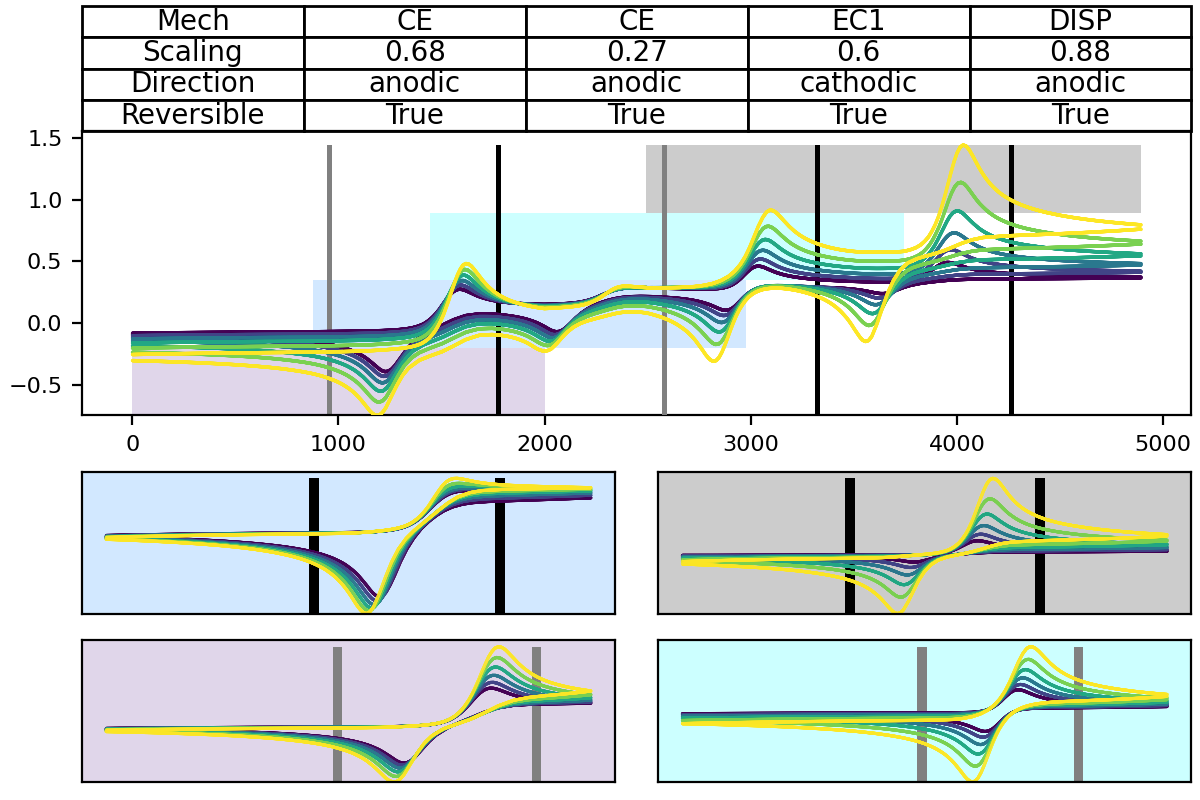 Mech CE CE EC1 DISP
Scaling 0.68 0.27 0.6 0.88
Direction anodic anodic cathodic anodic
Reversible True True True True
1.5
1.0
0.5
0.0
−0.5
0 1000 2000 3000 4000 5000